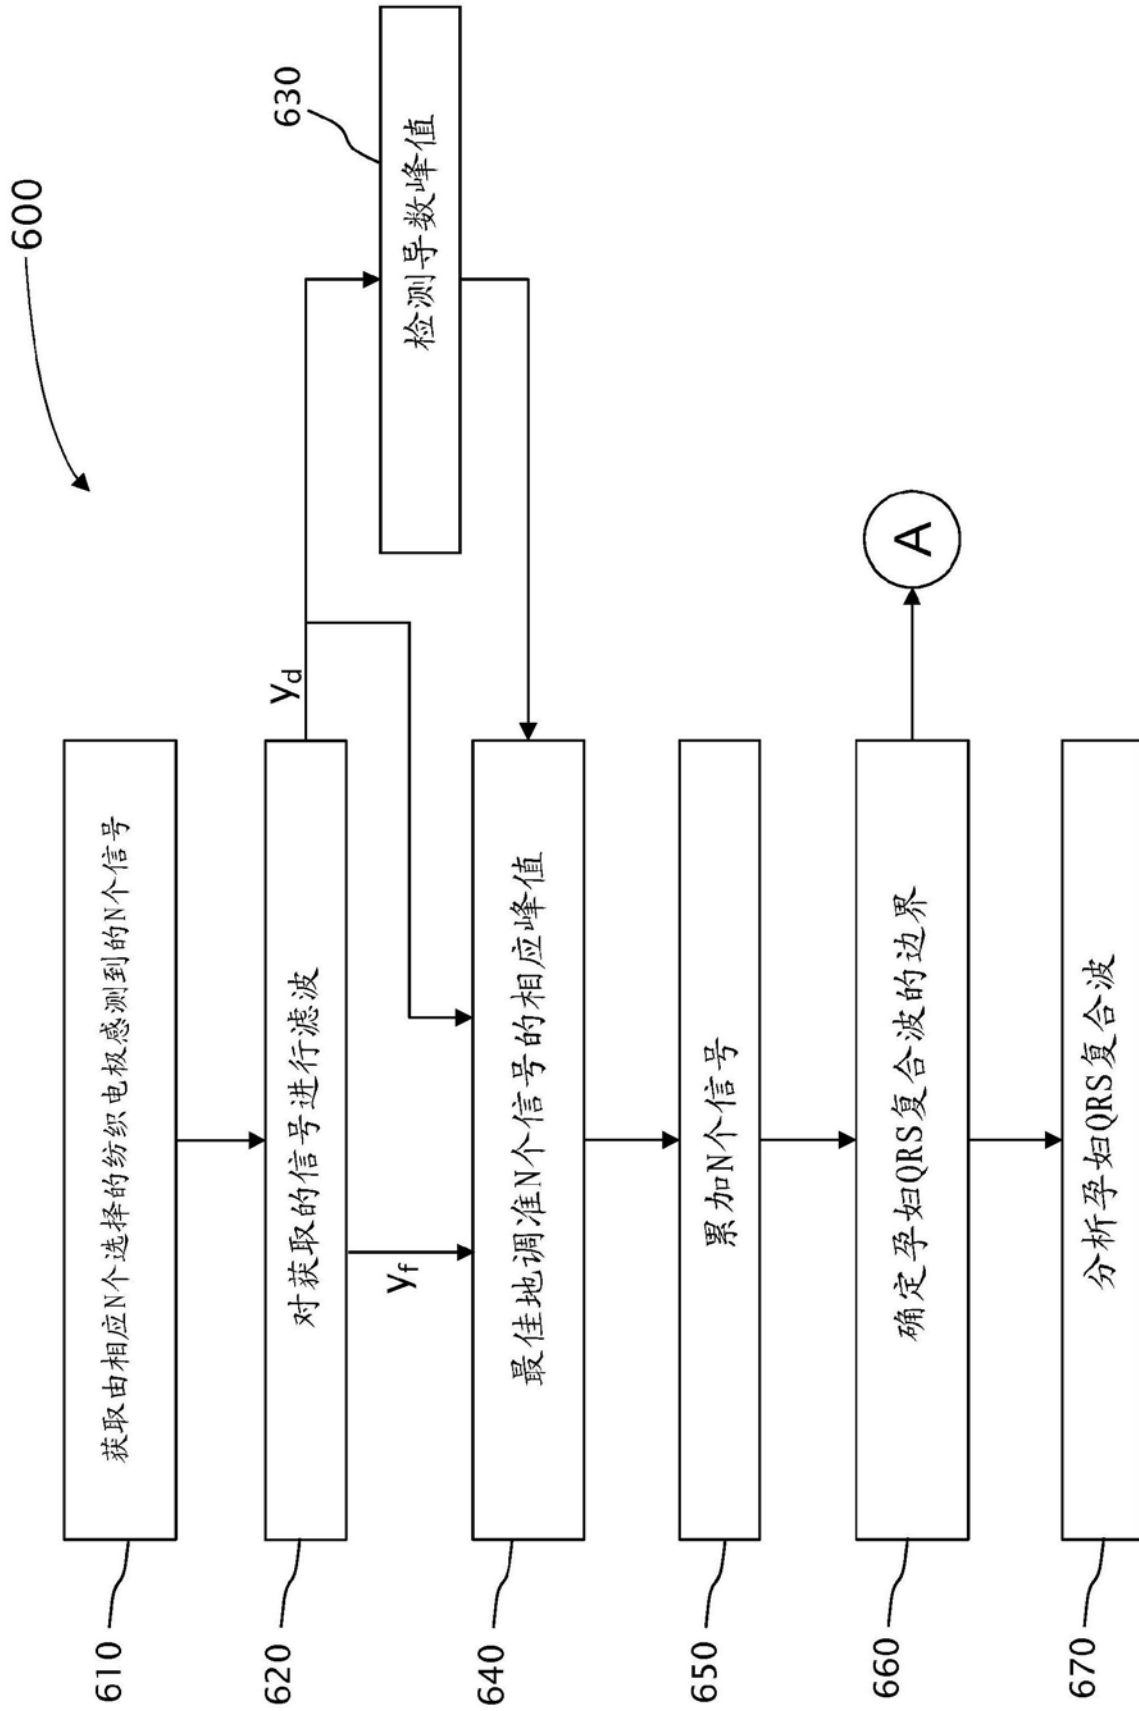 600
610
获取由相应N个选择的纺织电极感测到的N个信号
620
对获取的信号进行滤波
yd
630
检测导数峰值
yf
640
最佳地调准N个信号的相应峰值
650
累加N个信号
660
确定孕妇QRS复合波的边界
A
670
分析孕妇QRS复合波